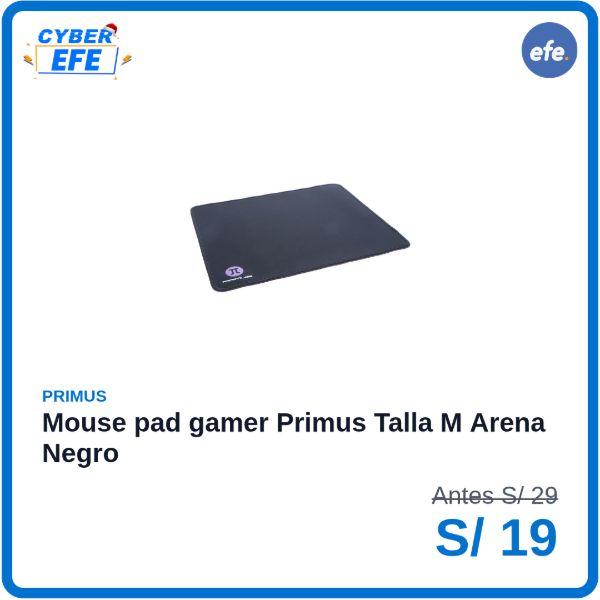 CYBER
EFE
efe.
PRIMUS
Mouse pad gamer Primus Talla M Arena
Negro
Antes S/ 29
S/ 19